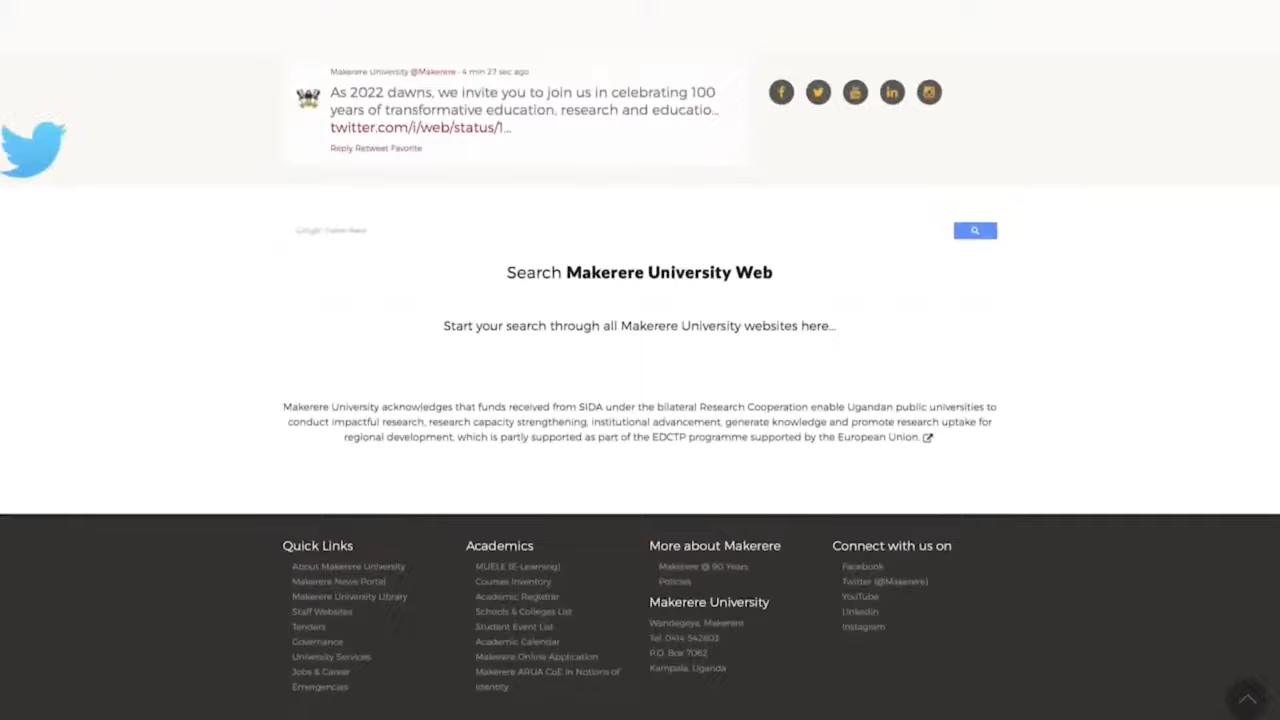 Makerere University @Makerere - 4 min 27 sec ago
As 2022 dawns, we invite you to join us in celebrating 100
years of transformative education, research and educatio...
twitter.com/i/web/status/1...
Reply Retweet Favorite
Google
Search Makerere University Web
Start your search through all Makerere University websites here...
Makerere University acknowledges that funds received from SIDA under the bilateral Research Cooperation enable Ugandan public universities to
conduct impactful research, research capacity strengthening, institutional advancement, generate knowledge and promote research uptake for
regional development, which is partly supported as part of the EDCTP programme supported by the European Union.
Quick Links
About Makerere University
Makerere News Portal
Makerere University Library
Staff Websites
Tenders
Governance
University Services
Jobs & Career
Emergencies
Academics
MUELE (E-Learning)
Courses Inventory
Academic Registrar
Schools & Colleges List
Student Event List
Academic Calendar
Makerere Online Application
Makerere ARUA CoE in Notions of
Identity
More about Makerere
Makerere @ 90 Years
Policies
Makerere University
Wandegeya, Makerere
Tel: 0414 542803
P.O. Box 7062
Kampala, Uganda
Connect with us on
Facebook
Twitter (@Makerere)
YouTube
Linkedin
Instagram